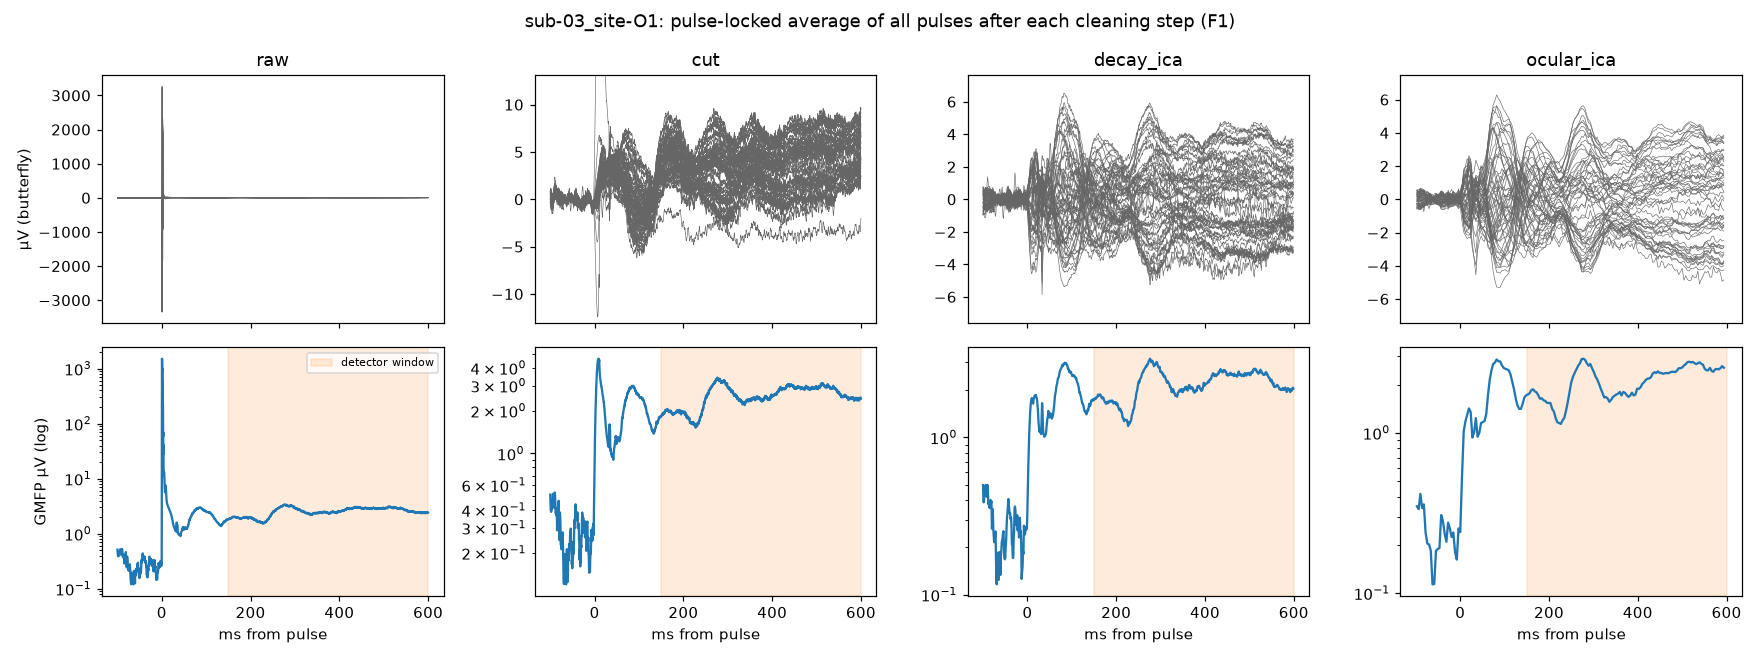 sub-03_site-O1: pulse-locked average of all pulses after each cleaning step (F1)
raw
cut
decay_ica
ocular_ica
µV (butterfly)
3000
2000
1000
0
−1000
−2000
−3000
10
5
0
−5
−10
6
4
2
0
−2
−4
−6
6
4
2
0
−2
−4
−6
GMFP µV (log)
detector window
10³
10²
10¹
10⁰
10⁻¹
4 × 10⁰
3 × 10⁰
2 × 10⁰
10⁰
6 × 10⁻¹
4 × 10⁻¹
3 × 10⁻¹
2 × 10⁻¹
10⁰
10⁻¹
10⁰
10⁻¹
0 200 400 600
0 200 400 600
0 200 400 600
0 200 400 600
ms from pulse
ms from pulse
ms from pulse
ms from pulse